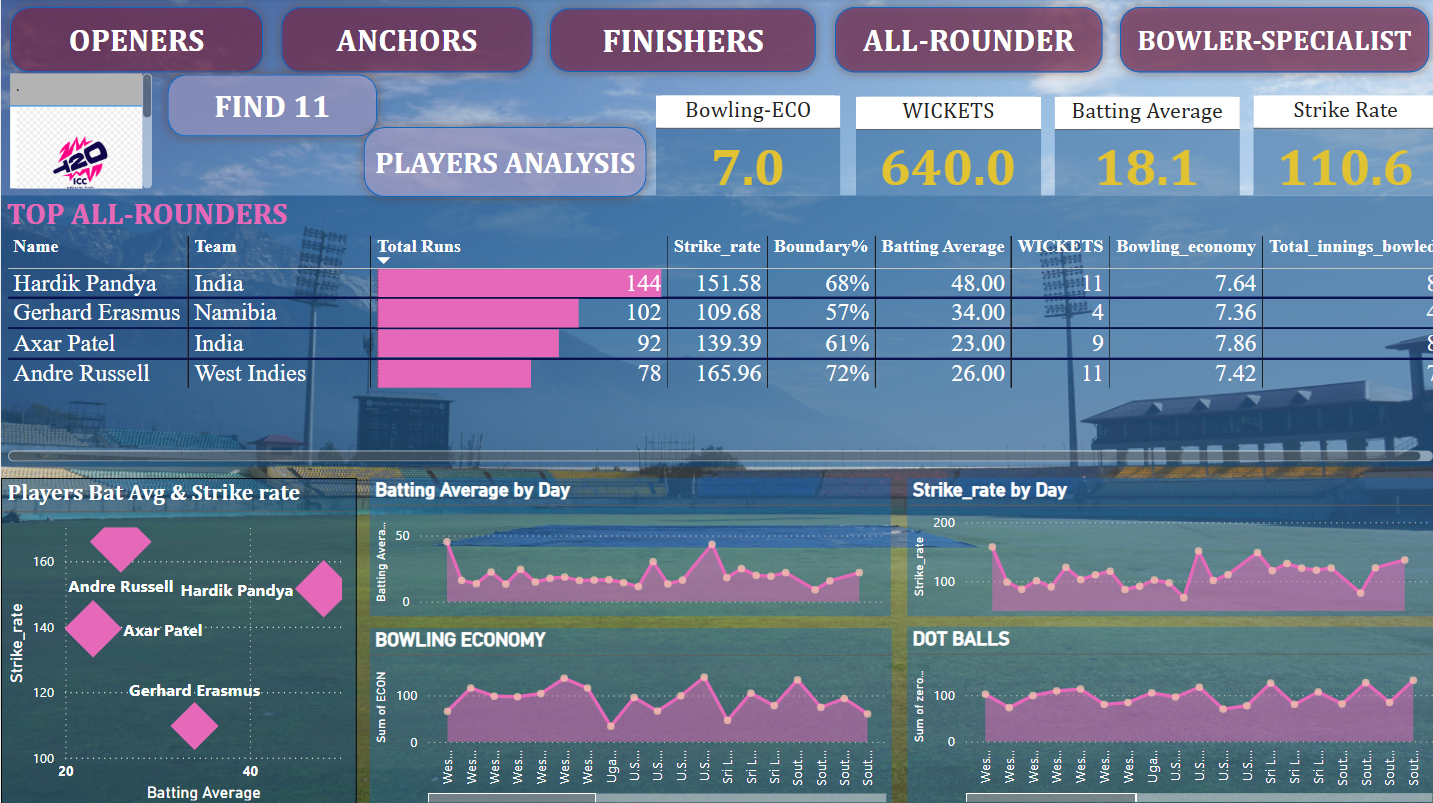 OPENERS
ANCHORS
FINISHERS
ALL-ROUNDER
BOWLER-SPECIALIST
.
T20
ICC
FIND 11
PLAYERS ANALYSIS
Bowling-ECO
7.0
WICKETS
640.0
Batting Average
18.1
Strike Rate
110.6
TOP ALL-ROUNDERS
Name Team Total Runs Strike_rate Boundary% Batting Average WICKETS Bowling_economy Total_innings_bowled
Hardik Pandya India 144 151.58 68% 48.00 11 7.64 8
Gerhard Erasmus Namibia 102 109.68 57% 34.00 4 7.36 4
Axar Patel India 92 139.39 61% 23.00 9 7.86 8
Andre Russell West Indies 78 165.96 72% 26.00 11 7.42 7
Players Bat Avg & Strike rate
Strike_rate
160
140
120
100
Andre Russell
Hardik Pandya
Axar Patel
Gerhard Erasmus
20 40
Batting Average
Batting Average by Day
Batting Avera...
50
0
Strike_rate by Day
Strike_rate
200
100
BOWLING ECONOMY
Sum of ECON
100
0
Wes... Wes... Wes... Wes... Wes... Wes... Wes... Uga... U.S... U.S... U.S... U.S... Sri L... Sri L... Sri L... Sout... Sout... Sout... Sout...
DOT BALLS
Sum of zero...
100
0
Wes... Wes... Wes... Wes... Wes... Wes... Wes... Uga... U.S... U.S... U.S... U.S... Sri L... Sri L... Sri L... Sout... Sout... Sout... Sout...